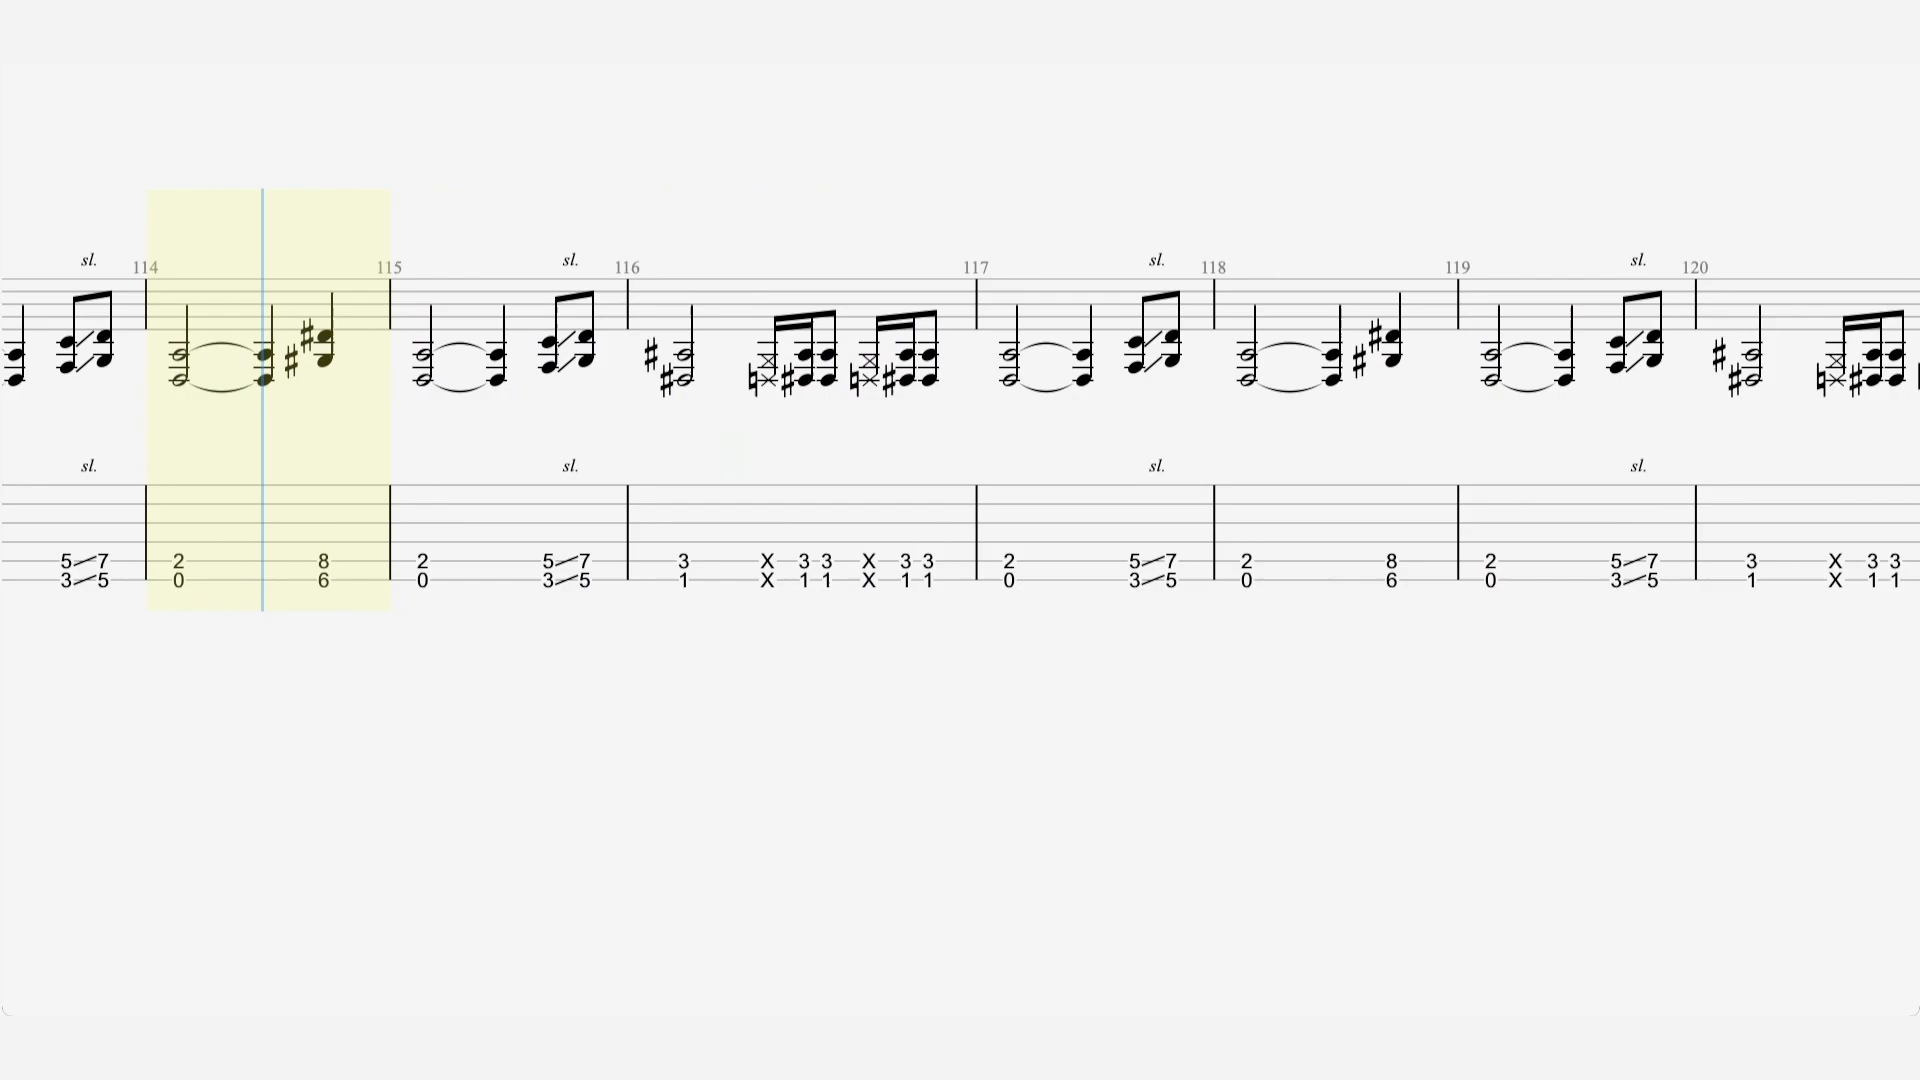 sl. sl. sl. sl.
114 115 116 117 118 119 120
sl. sl. sl. sl.
5 7 2 8 2 5 7 3 X 3 3 X 3 3 2 5 7 2 8 2 5 7 3 X 3 3
3 5 0 6 0 3 5 1 X 1 1 X 1 1 0 3 5 0 6 0 3 5 1 X 1 1